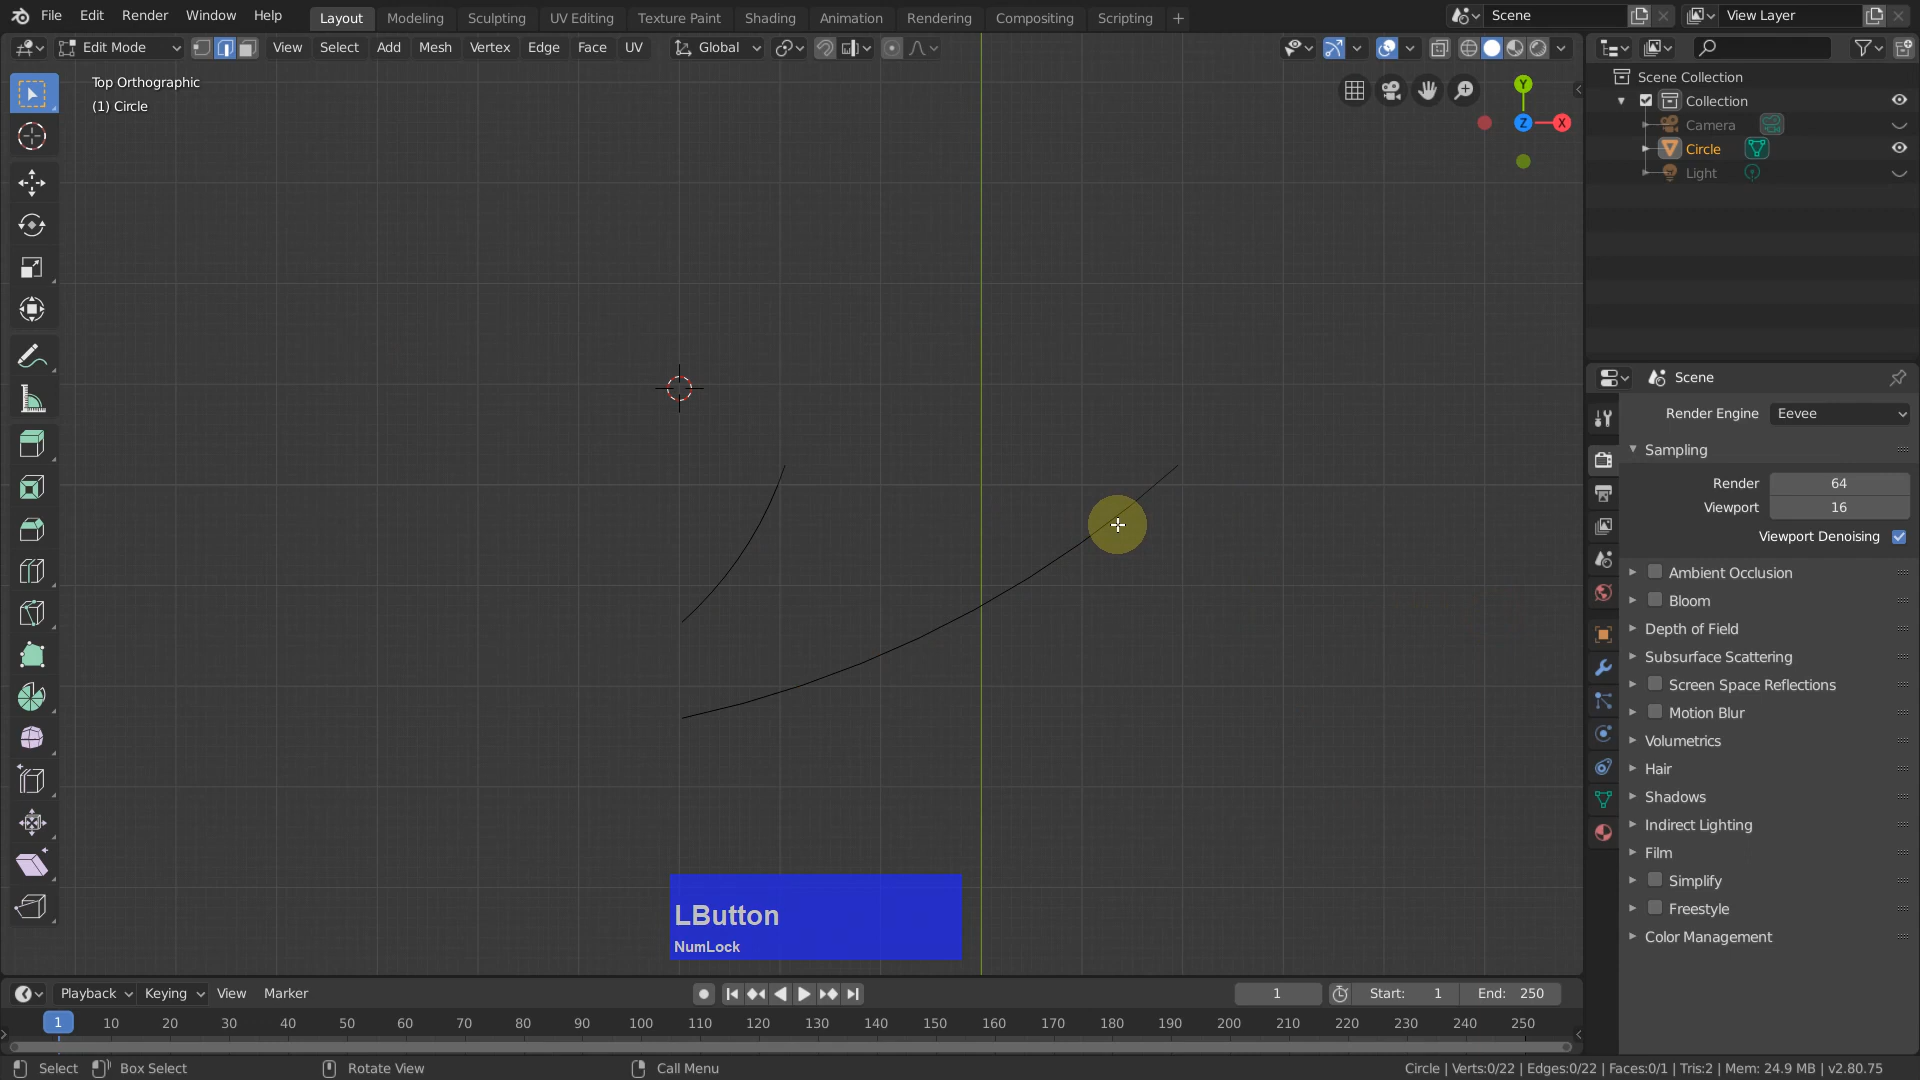 File Edit Render Window Help Layout Modeling Sculpting UV Editing Texture Paint Shading Animation Rendering Compositing Scripting + Scene View Layer
Edit Mode View Select Add Mesh Vertex Edge Face UV Global
Top Orthographic
(1) Circle
Y
Z
X
Scene Collection
Collection
Camera
Circle
Light
Scene
Render Engine Eevee
Sampling
Render 64
Viewport 16
Viewport Denoising
Ambient Occlusion
Bloom
Depth of Field
Subsurface Scattering
Screen Space Reflections
Motion Blur
Volumetrics
Hair
Shadows
Indirect Lighting
Film
Simplify
Freestyle
Color Management
LButton
NumLock
Playback Keying View Marker 1 Start: 1 End: 250
1 10 20 30 40 50 60 70 80 90 100 110 120 130 140 150 160 170 180 190 200 210 220 230 240 250
Select Box Select Rotate View Call Menu Circle | Verts:0/22 | Edges:0/22 | Faces:0/1 | Tris:2 | Mem: 24.9 MB | v2.80.75